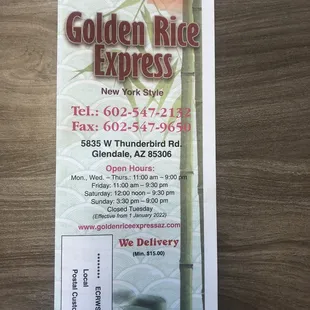 Golden Rice
Express
New York Style
Tel.: 602-547-2132
Fax: 602-547-9650
5835 W Thunderbird Rd.
Glendale, AZ 85306
Open Hours:
Mon., Wed. – Thurs.: 11:00 am – 9:00 pm
Friday: 11:00 am – 9:30 pm
Saturday: 12:00 noon – 9:30 pm
Sunday: 3:30 pm – 9:00 pm
Closed Tuesday
(Effective from 1 January 2022)
www.goldenriceexpressaz.com
We Delivery
(Min. $15.00)
******** ECRWS
Local
Postal Custo